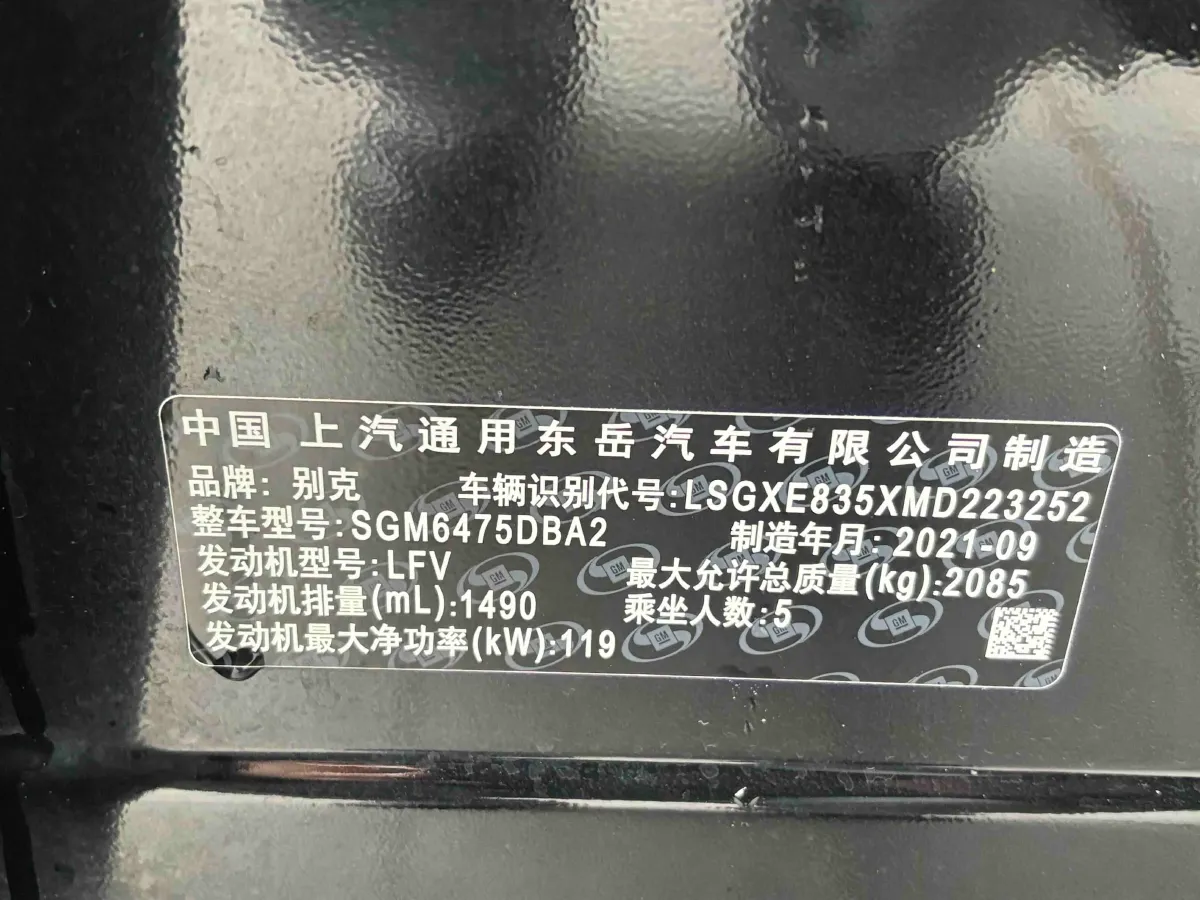 中国 上汽通用东岳汽车有限公司制造
品牌: 别克 车辆识别代号:LSGXE835XMD223252
整车型号:SGM6475DBA2 制造年月: 2021-09
发动机型号:LFV 最大允许总质量(kg):2085
发动机排量(mL):1490 乘坐人数:5
发动机最大净功率(kW):119